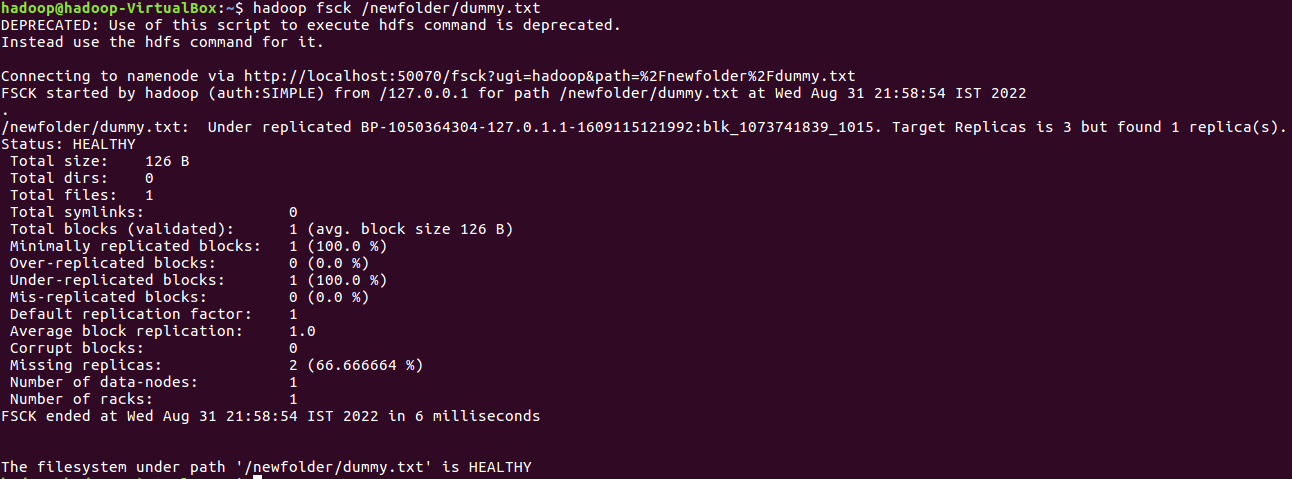 hadoop@hadoop-VirtualBox:~$ hadoop fsck /newfolder/dummy.txt
DEPRECATED: Use of this script to execute hdfs command is deprecated.
Instead use the hdfs command for it.
Connecting to namenode via http://localhost:50070/fsck?ugi=hadoop&path=%2Fnewfolder%2Fdummy.txt
FSCK started by hadoop (auth:SIMPLE) from /127.0.0.1 for path /newfolder/dummy.txt at Wed Aug 31 21:58:54 IST 2022
.
/newfolder/dummy.txt:  Under replicated BP-1050364304-127.0.1.1-1609115121992:blk_1073741839_1015. Target Replicas is 3 but found 1 replica(s).
Status: HEALTHY
 Total size:    126 B
 Total dirs:    0
 Total files:   1
 Total symlinks:                0
 Total blocks (validated):      1 (avg. block size 126 B)
 Minimally replicated blocks:   1 (100.0 %)
 Over-replicated blocks:        0 (0.0 %)
 Under-replicated blocks:       1 (100.0 %)
 Mis-replicated blocks:         0 (0.0 %)
 Default replication factor:    1
 Average block replication:     1.0
 Corrupt blocks:                0
 Missing replicas:              2 (66.666664 %)
 Number of data-nodes:          1
 Number of racks:               1
FSCK ended at Wed Aug 31 21:58:54 IST 2022 in 6 milliseconds
The filesystem under path '/newfolder/dummy.txt' is HEALTHY